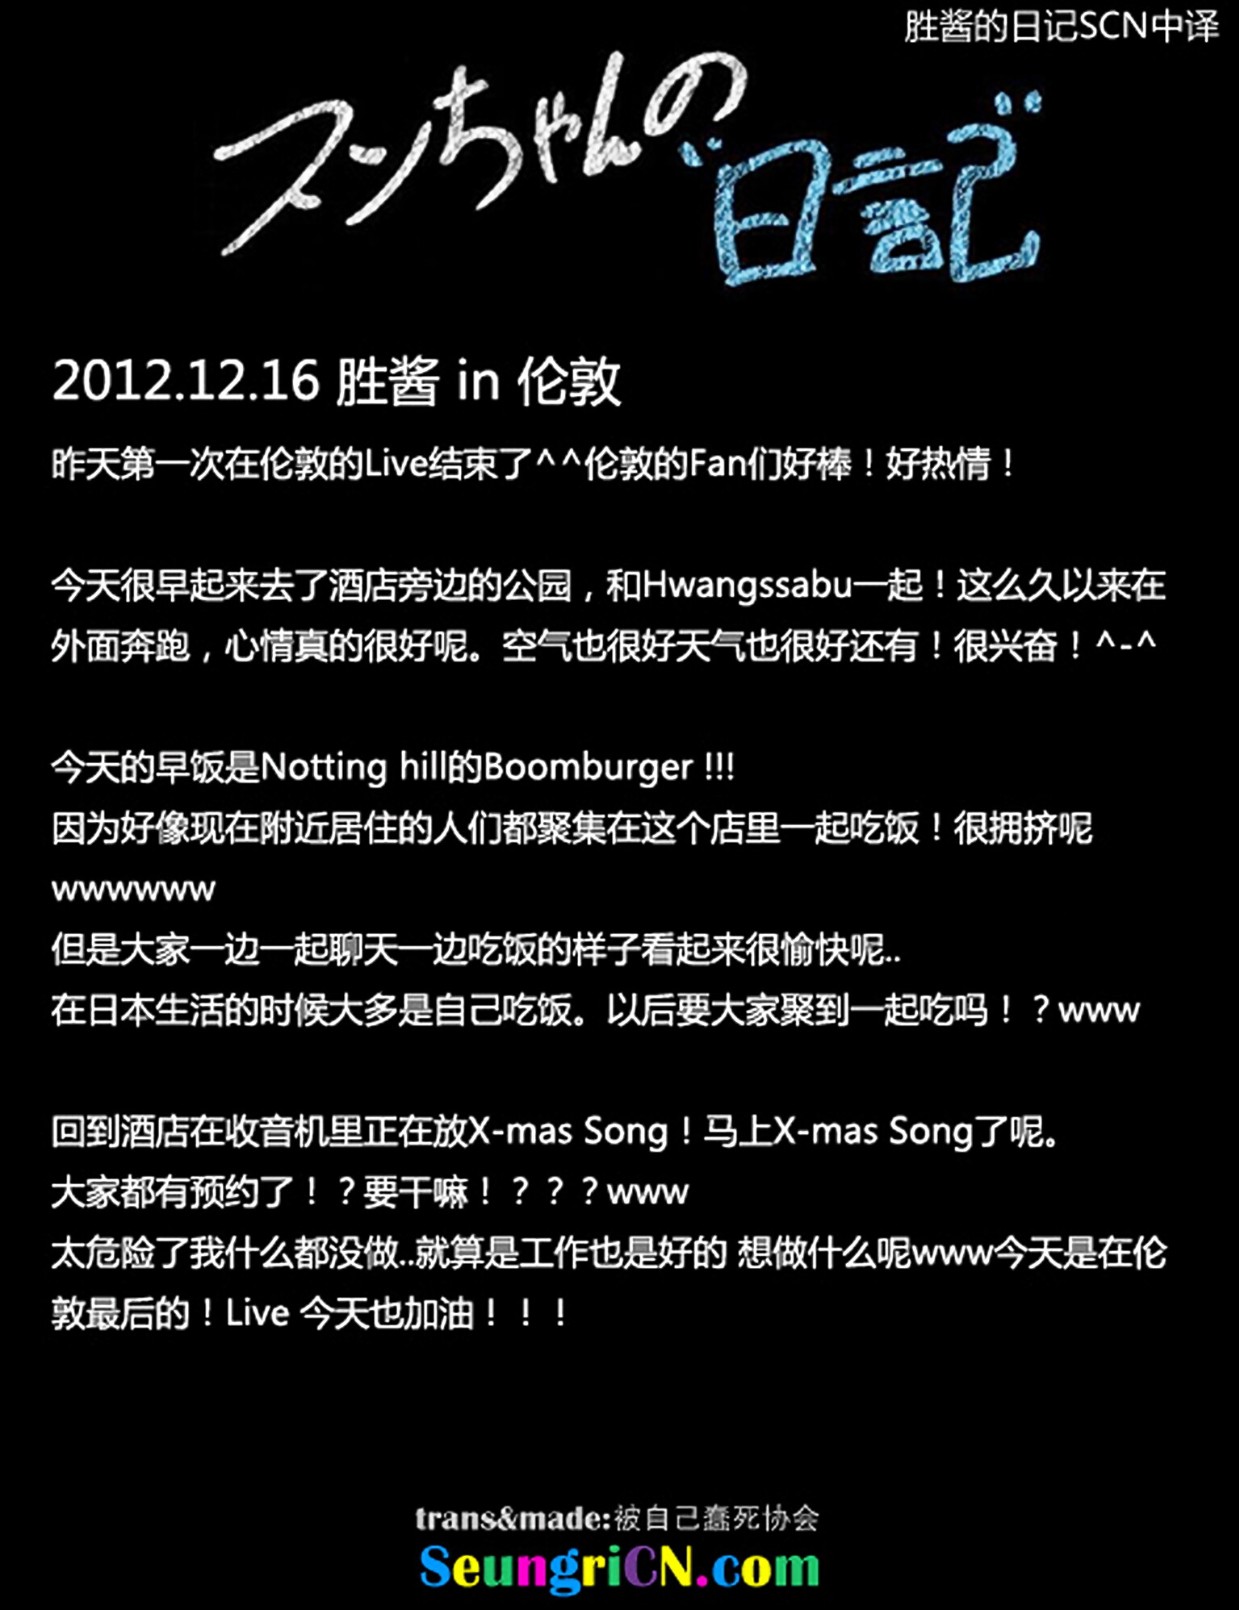 胜酱的日记SCN中译
スンちゃんの
日記
2012.12.16 胜酱 in 伦敦
昨天第一次在伦敦的Live结束了^^伦敦的Fan们好棒！好热情！
今天很早起来去了酒店旁边的公园，和Hwangssabu一起！这么久以来在
外面奔跑，心情真的很好呢。空气也很好天气也很好还有！很兴奋！^-^
今天的早饭是Notting hill的Boomburger !!!
因为好像现在附近居住的人们都聚集在这个店里一起吃饭！很拥挤呢
wwwwww
但是大家一边一起聊天一边吃饭的样子看起来很愉快呢..
在日本生活的时候大多是自己吃饭。以后要大家聚到一起吃吗！？www
回到酒店在收音机里正在放X-mas Song！马上X-mas Song了呢。
大家都有预约了！？要干嘛！？？？www
太危险了我什么都没做..就算是工作也是好的 想做什么呢www今天是在伦
敦最后的！Live 今天也加油！！！
trans&made:被自己蠢死协会
SeungriCN.com